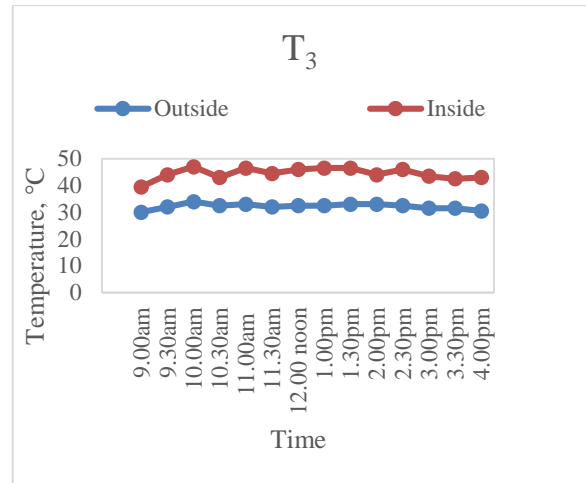 T3
Outside
Inside
Temperature, °C
50
40
30
20
10
0
9.00am
9.30am
10.00am
10.30am
11.00am
11.30am
12.00 noon
1.00pm
1.30pm
2.00pm
2.30pm
3.00pm
3.30pm
4.00pm
Time